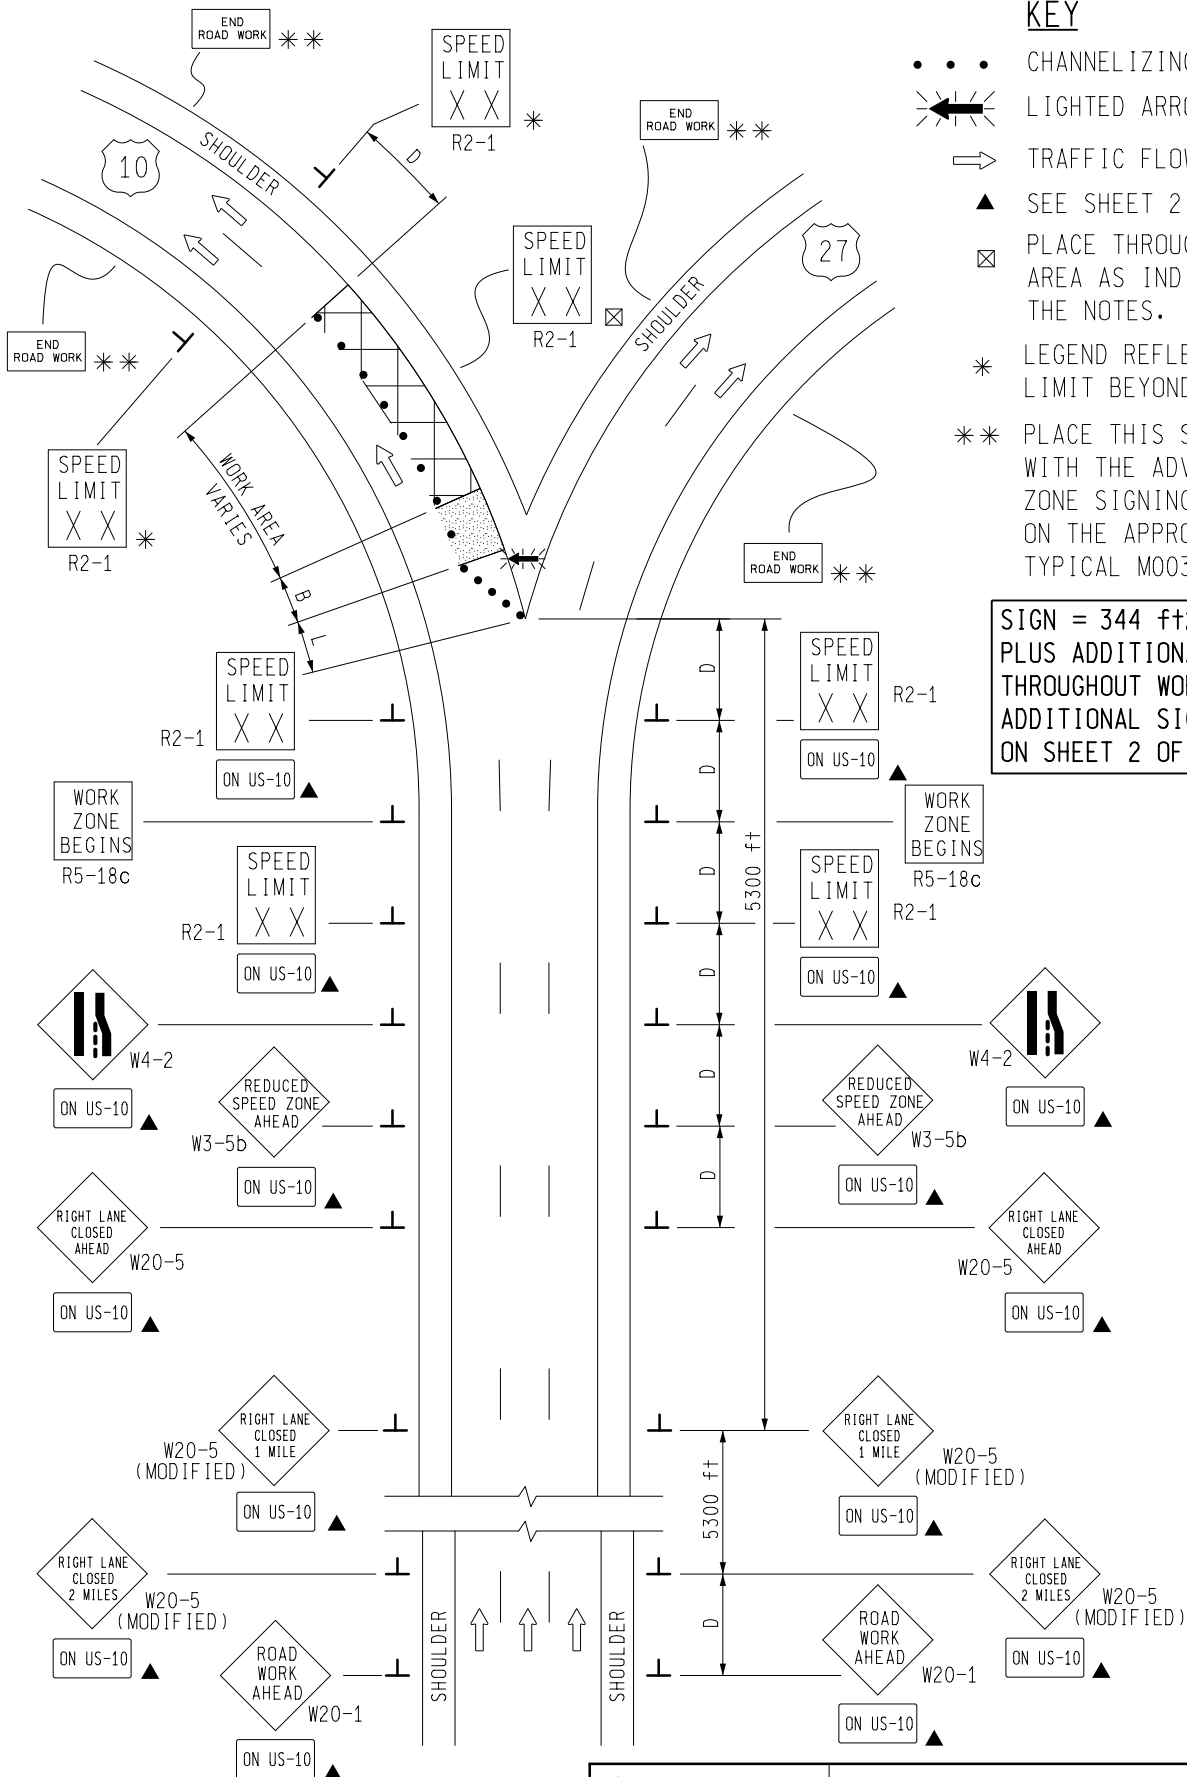 END
ROAD WORK **
SPEED
LIMIT
X X *
R2-1
END
ROAD WORK **
KEY
CHANNELIZING
LIGHTED ARRO
TRAFFIC FLOW
SEE SHEET 2
PLACE THROUG
AREA AS IND
THE NOTES.
* LEGEND REFLE
LIMIT BEYOND
** PLACE THIS S
WITH THE ADV
ZONE SIGNING
ON THE APPRO
TYPICAL M003
SIGN = 344 ft
PLUS ADDITIONA
THROUGHOUT WOR
ADDITIONAL SIG
ON SHEET 2 OF
10
SHOULDER
D
SPEED
LIMIT
X X
R2-1
27
SHOULDER
END
ROAD WORK **
SPEED
LIMIT
X X *
R2-1
WORK AREA
VARIES
B
L
END
ROAD WORK **
SPEED
LIMIT
X X
R2-1
ON US-10
D
SPEED
LIMIT
X X
R2-1
ON US-10
WORK
ZONE
BEGINS
R5-18c
D
WORK
ZONE
BEGINS
R5-18c
5300 ft
SPEED
LIMIT
X X
R2-1
ON US-10
D
SPEED
LIMIT
X X
R2-1
ON US-10
W4-2
ON US-10
D
W4-2
ON US-10
REDUCED
SPEED ZONE
AHEAD
W3-5b
ON US-10
D
REDUCED
SPEED ZONE
AHEAD
W3-5b
ON US-10
RIGHT LANE
CLOSED
AHEAD
W20-5
ON US-10
D
RIGHT LANE
CLOSED
AHEAD
W20-5
ON US-10
RIGHT LANE
CLOSED
1 MILE
W20-5
(MODIFIED)
ON US-10
RIGHT LANE
CLOSED
1 MILE
W20-5
(MODIFIED)
ON US-10
5300 ft
RIGHT LANE
CLOSED
2 MILES
W20-5
(MODIFIED)
ON US-10
RIGHT LANE
CLOSED
2 MILES
W20-5
(MODIFIED)
ON US-10
ROAD
WORK
AHEAD
W20-1
ON US-10
SHOULDER
SHOULDER
D
ROAD
WORK
AHEAD
W20-1
ON US-10